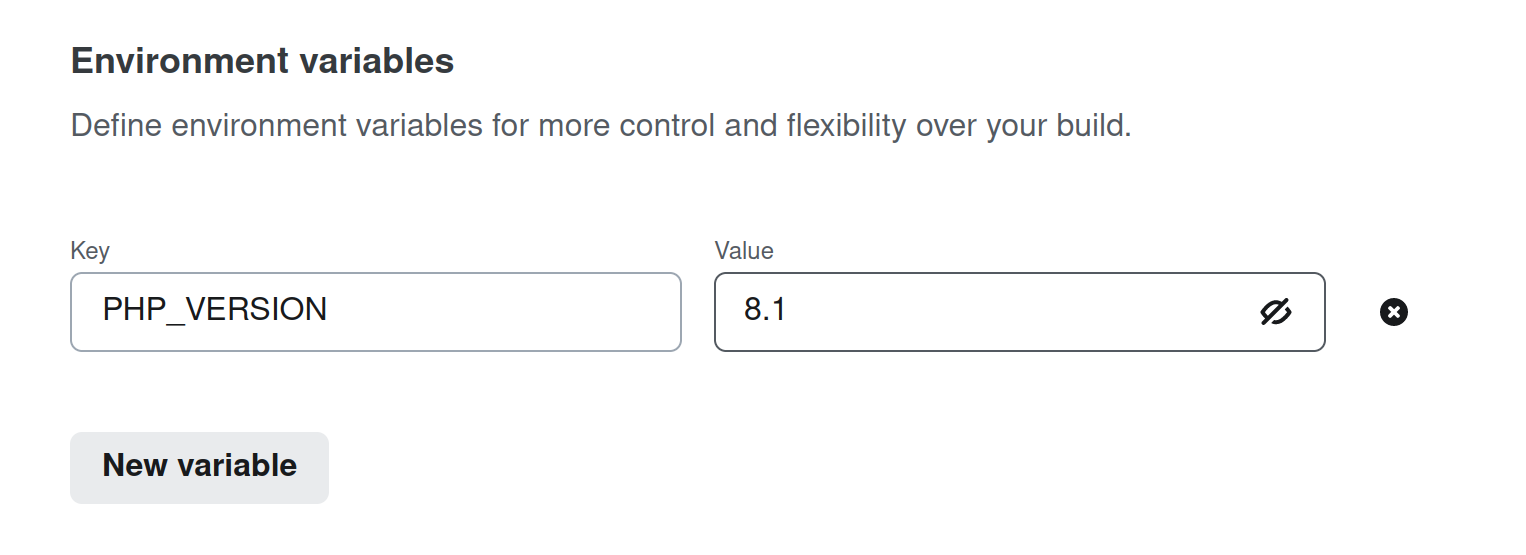 Environment variables
Define environment variables for more control and flexibility over your build.
Key
Value
PHP_VERSION
8.1
New variable